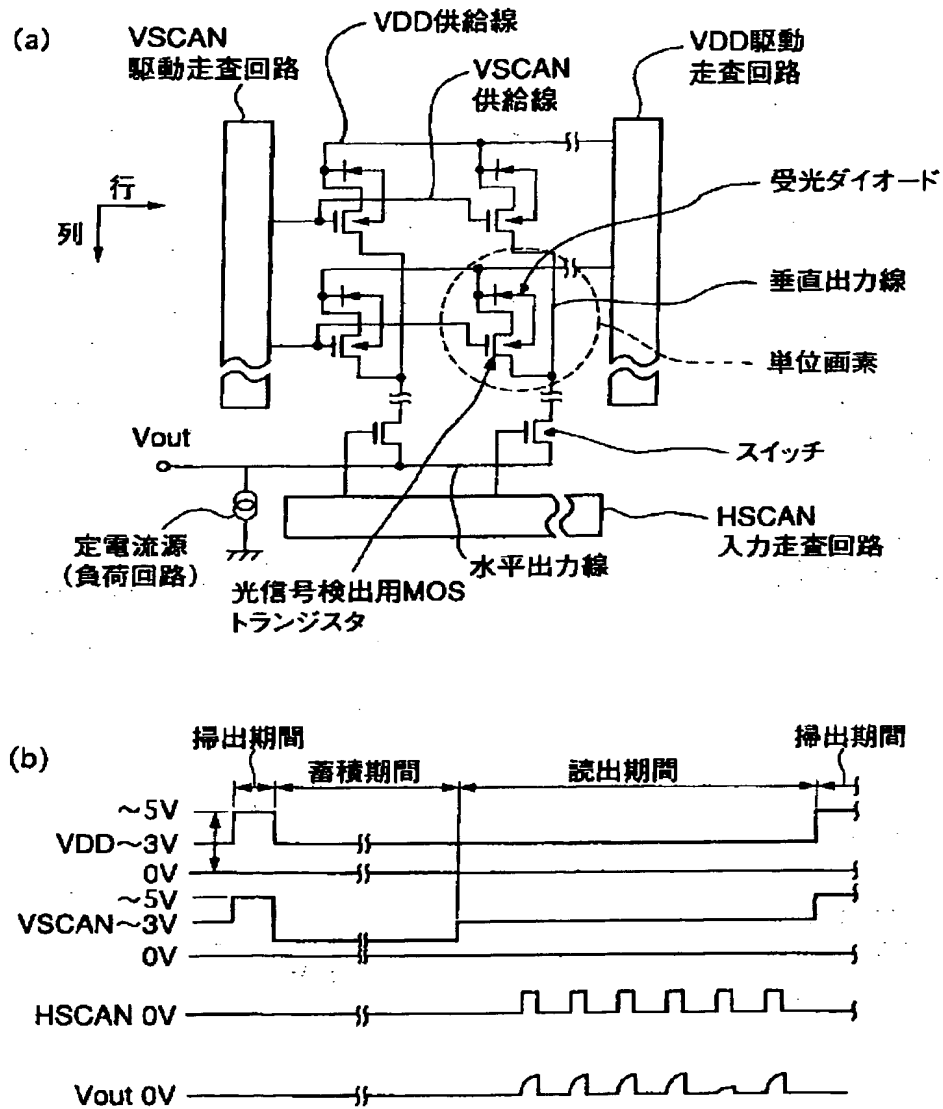 (a)
VSCAN
駆動走査回路
VDD供給線
VSCAN
供給線
VDD駆動
走査回路
行
列
受光ダイオード
垂直出力線
単位画素
スイッチ
Vout
定電流源
(負荷回路)
HSCAN
入力走査回路
水平出力線
光信号検出用MOS
トランジスタ
(b)
掃出期間
蓄積期間
読出期間
掃出期間
～5V
VDD～3V
0V
～5V
VSCAN～3V
0V
HSCAN 0V
Vout 0V